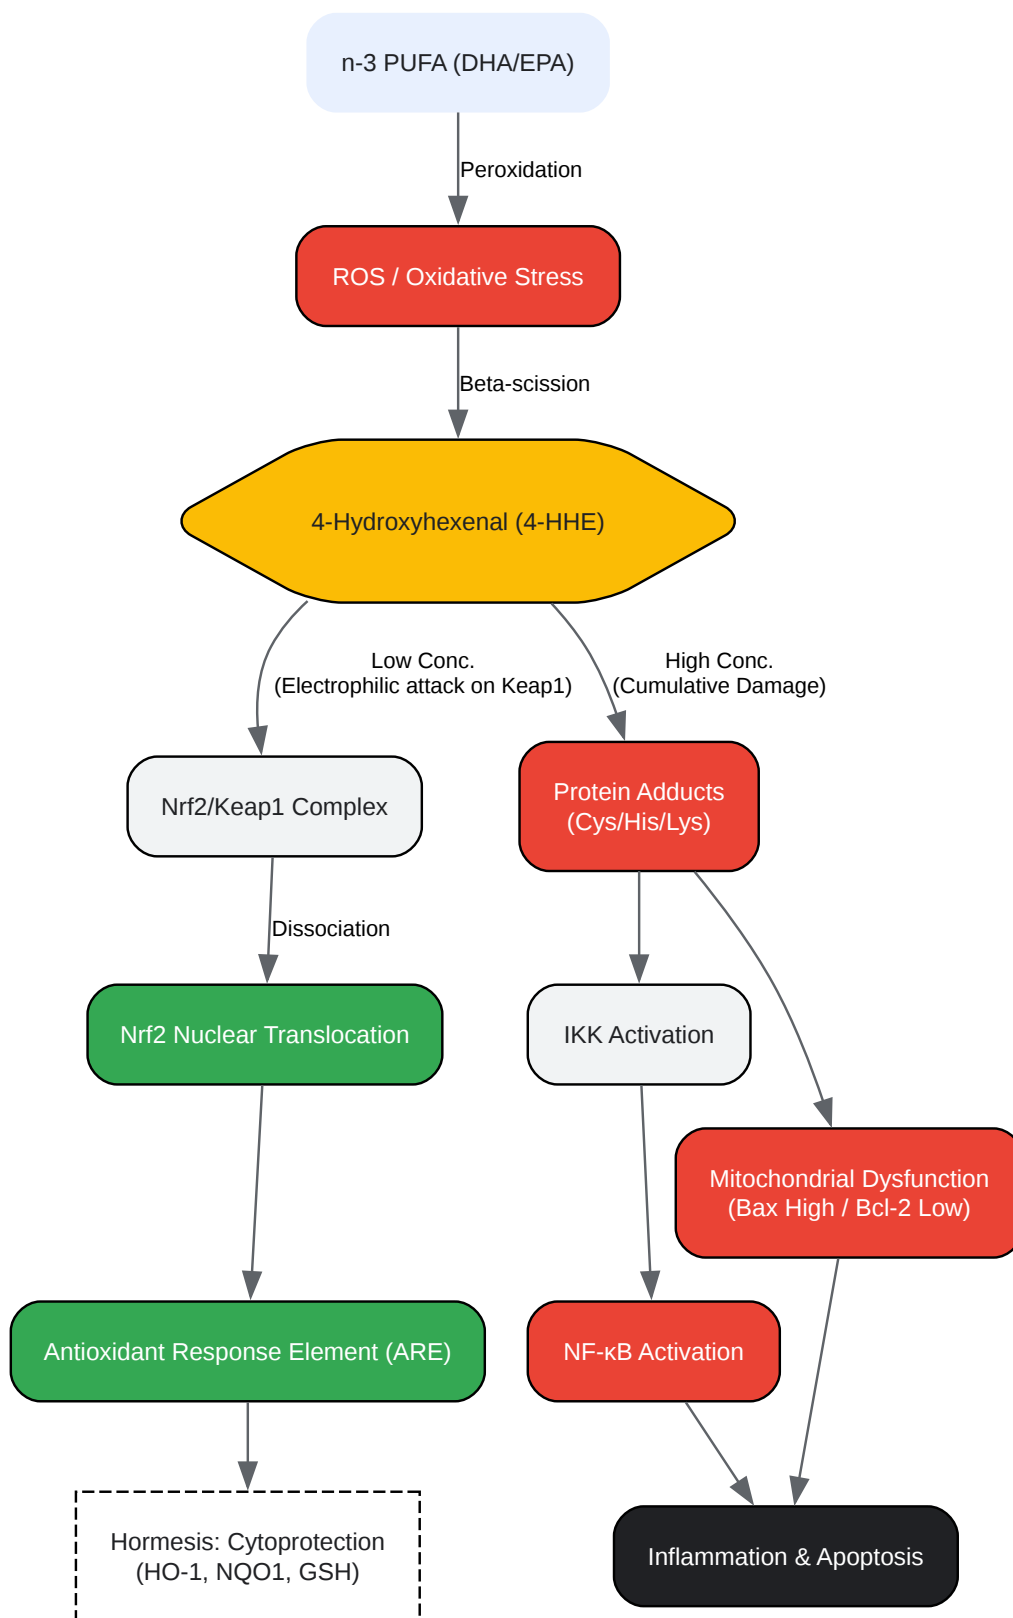 n-3 PUFA (DHA/EPA)
Peroxidation
ROS / Oxidative Stress
Beta-scission
4-Hydroxyhexenal (4-HHE)
Low Conc.
(Electrophilic attack on Keap1)
High Conc.
(Cumulative Damage)
Nrf2/Keap1 Complex
Protein Adducts
(Cys/His/Lys)
Dissociation
Nrf2 Nuclear Translocation
IKK Activation
Mitochondrial Dysfunction
(Bax High / Bcl-2 Low)
Antioxidant Response Element (ARE)
NF-κB Activation
Hormesis: Cytoprotection
(HO-1, NQO1, GSH)
Inflammation & Apoptosis